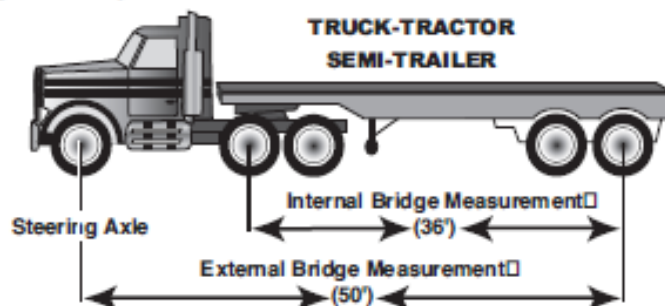 TRUCK-TRACTOR
SEMI-TRAILER
Internal Bridge Measurement□
Steering Axle
(36')
External Bridge Measurement□
(50')